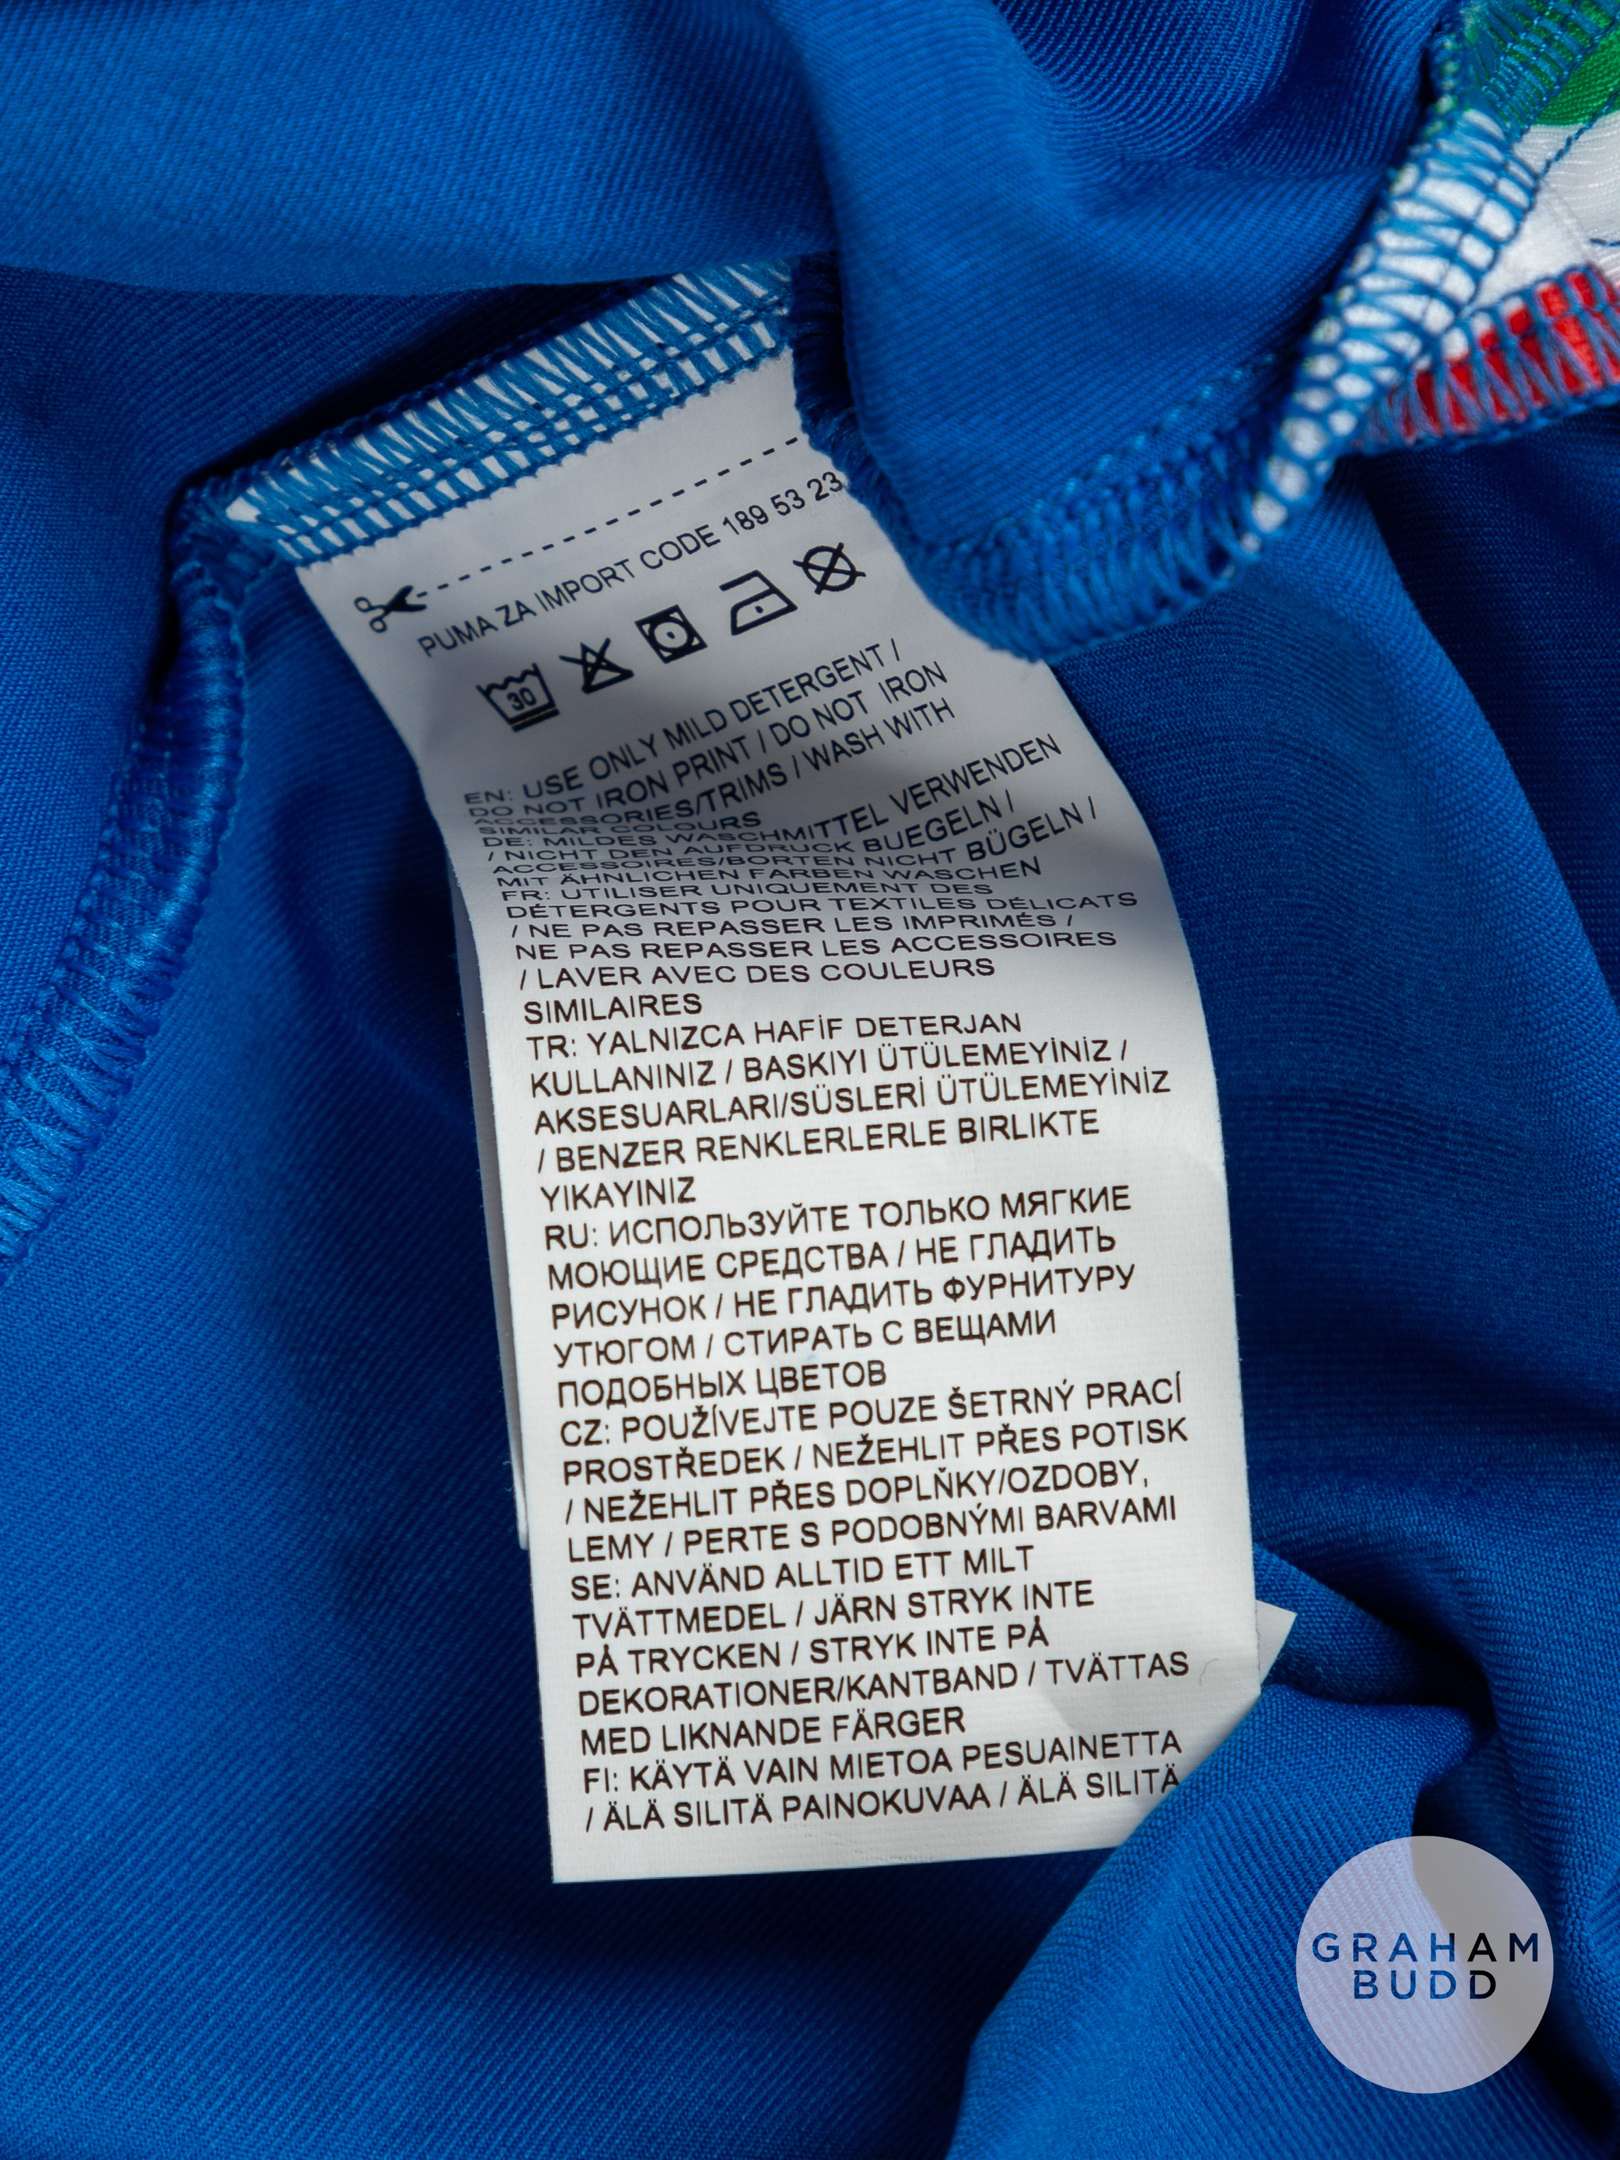 PUMA ZA IMPORT CODE 189 53 23
30
EN: USE ONLY MILD DETERGENT /
DO NOT IRON PRINT / DO NOT IRON
ACCESSORIES/TRIMS / WASH WITH
SIMILAR COLOURS
DE: MILDES WASCHMITTEL VERWENDEN
/ NICHT DEN AUFDRUCK BUEGELN /
ACCESSOIRES/BORTEN NICHT BÜGELN /
MIT ÄHNLICHEN FARBEN WASCHEN
FR: UTILISER UNIQUEMENT DES
DÉTERGENTS POUR TEXTILES DÉLICATS
/ NE PAS REPASSER LES IMPRIMÉS /
NE PAS REPASSER LES ACCESSOIRES
/ LAVER AVEC DES COULEURS
SIMILAIRES
TR: YALNIZCA HAFİF DETERJAN
KULLANINIZ / BASKIYI ÜTÜLEMEYİNİZ /
AKSESUARLARI/SÜSLERİ ÜTÜLEMEYİNİZ
/ BENZER RENKLERLERLE BIRLIKTE
YIKAYINIZ
RU: ИСПОЛЬЗУЙТЕ ТОЛЬКО МЯГКИЕ
МОЮЩИЕ СРЕДСТВА / НЕ ГЛАДИТЬ
РИСУНОК / НЕ ГЛАДИТЬ ФУРНИТУРУ
УТЮГОМ / СТИРАТЬ С ВЕЩАМИ
ПОДОБНЫХ ЦВЕТОВ
CZ: POUŽÍVEJTE POUZE ŠETRNÝ PRACÍ
PROSTŘEDEK / NEŽEHLIT PŘES POTISK
/ NEŽEHLIT PŘES DOPLŇKY/OZDOBY,
LEMY / PERTE S PODOBNÝMI BARVAMI
SE: ANVÄND ALLTID ETT MILT
TVÄTTMEDEL / JÄRN STRYK INTE
PÅ TRYCKEN / STRYK INTE PÅ
DEKORATIONER/KANTBAND / TVÄTTAS
MED LIKNANDE FÄRGER
FI: KÄYTÄ VAIN MIETOA PESUAINETTA
/ ÄLÄ SILITÄ PAINOKUVAA / ÄLÄ SILITÄ
GRAHAM
BUDD